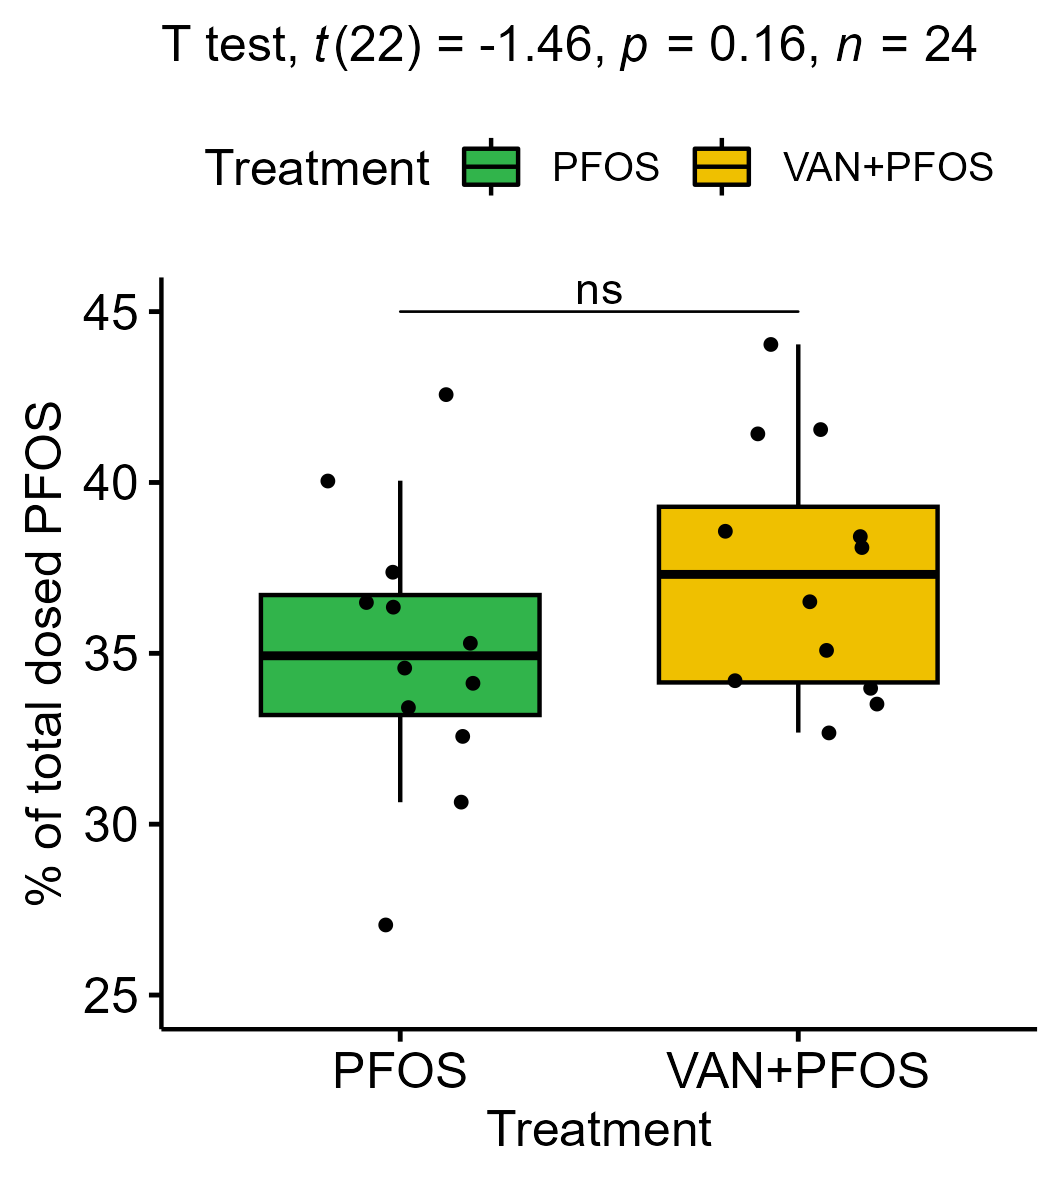 T test, t(22) = -1.46, p = 0.16, n = 24
Treatment PFOS VAN+PFOS
ns
45
40
35
30
25
% of total dosed PFOS
PFOS VAN+PFOS
Treatment